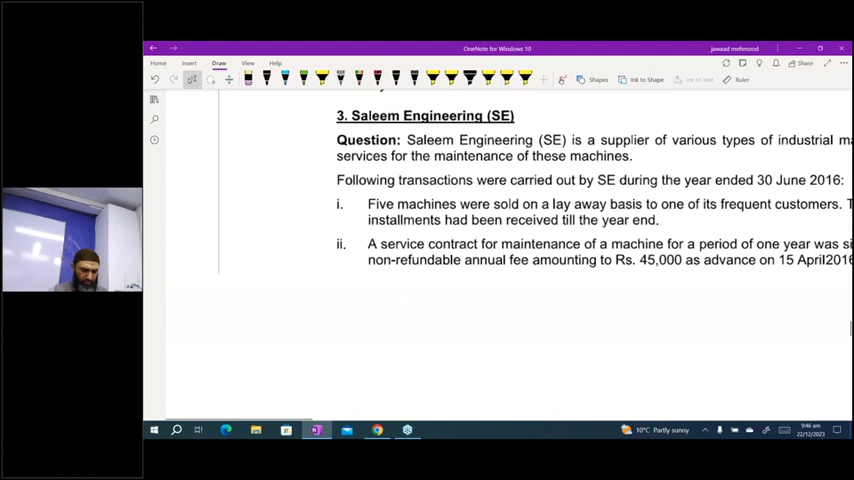 OneNote for Windows 10
jawaad mehmood
Home Insert Draw View Help
Share
Shapes
Ink to Shape
Ink to Text
Ruler
3. Saleem Engineering (SE)
Question: Saleem Engineering (SE) is a supplier of various types of industrial
services for the maintenance of these machines.
Following transactions were carried out by SE during the year ended 30 June 2016:
i. Five machines were sold on a lay away basis to one of its frequent customers.
installments had been received till the year end.
ii. A service contract for maintenance of a machine for a period of one year was
non-refundable annual fee amounting to Rs. 45,000 as advance on 15 April2016
10°C Partly sunny
9:46 am
22/12/2023